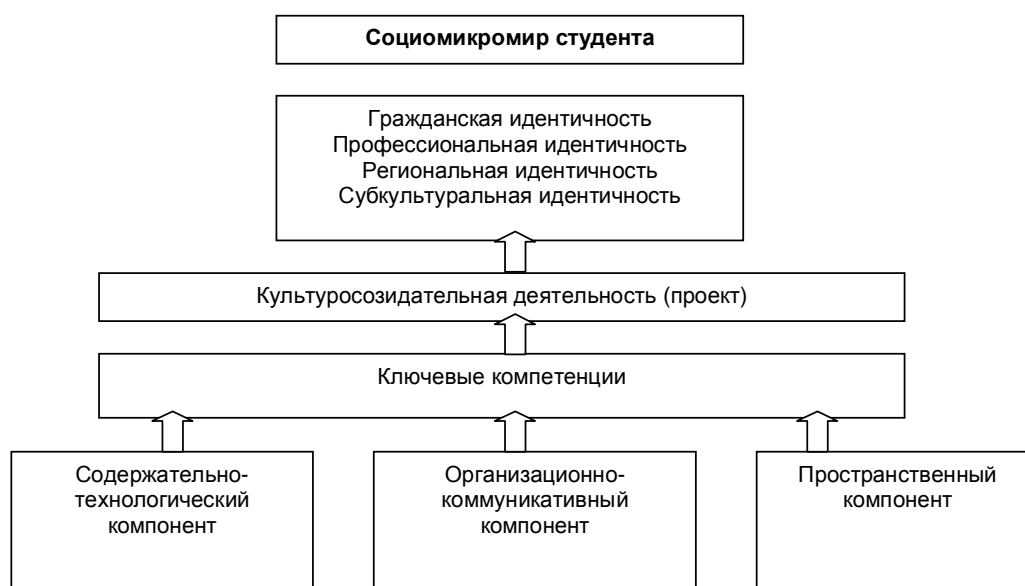 Социомикромир студента
Гражданская идентичность
Профессиональная идентичность
Региональная идентичность
Субкультуральная идентичность
Культуросозидательная деятельность (проект)
Ключевые компетенции
Содержательно-
технологический
компонент
Организационно-
коммуникативный
компонент
Пространственный
компонент